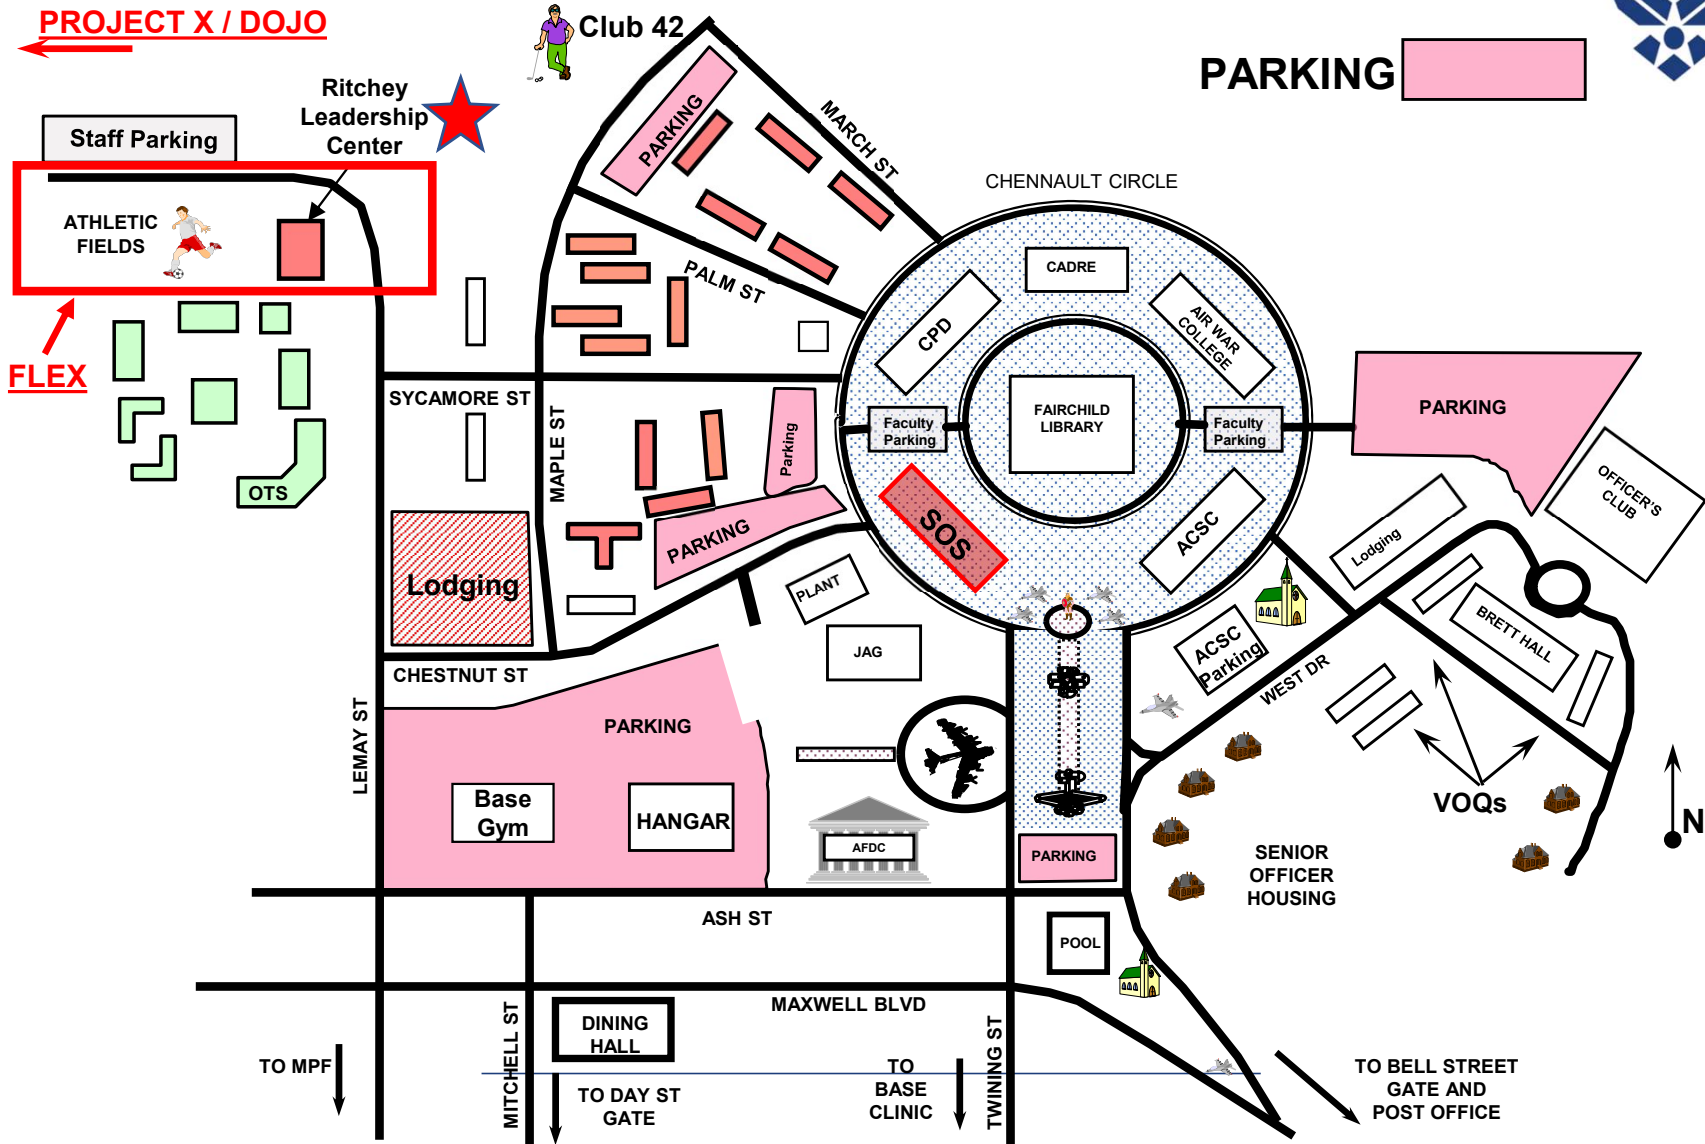 PROJECT X / DOJO
Club 42
PARKING
Ritchey
Leadership
Center
Staff Parking
PARKING
MARCH ST
CHENNAULT CIRCLE
ATHLETIC
FIELDS
PALM ST
CADRE
CPD
AIR WAR
COLLEGE
FLEX
SYCAMORE ST
MAPLE ST
Parking
Faculty
Parking
FAIRCHILD
LIBRARY
Faculty
Parking
PARKING
OFFICER'S
CLUB
OTS
PARKING
SOS
ACSC
Lodging
Lodging
PLANT
BRETT HALL
JAG
ACSC
Parking
WEST DR
CHESTNUT ST
LEMAY ST
PARKING
Base
Gym
HANGAR
AFDC
PARKING
VOQs
N
SENIOR
OFFICER
HOUSING
ASH ST
POOL
MAXWELL BLVD
MITCHELL ST
DINING
HALL
TWINING ST
TO MPF
TO DAY ST
GATE
TO
BASE
CLINIC
TO BELL STREET
GATE AND
POST OFFICE